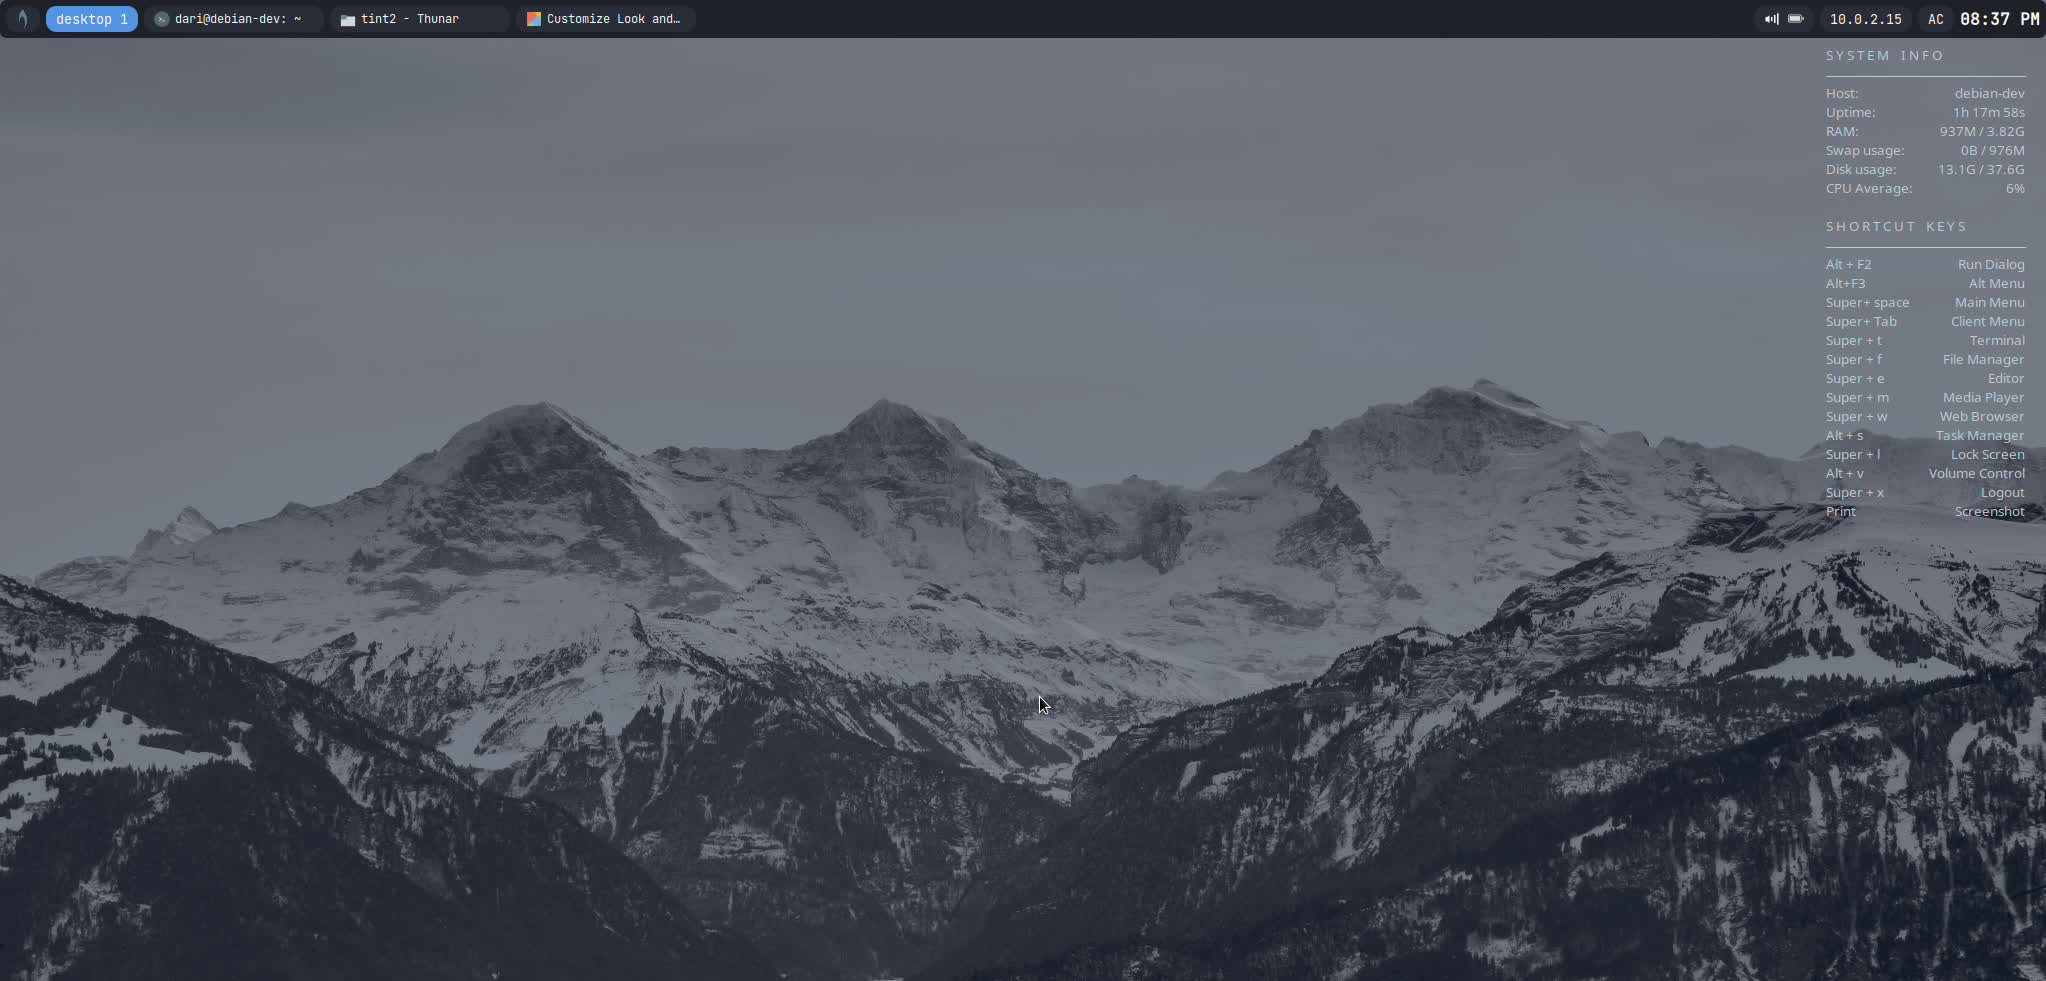 desktop 1 dari@debian-dev: ~ tint2 - Thunar Customize Look and… 10.0.2.15 AC 08:37 PM
SYSTEM INFO
Host: debian-dev
Uptime: 1h 17m 58s
RAM: 937M / 3.82G
Swap usage: 0B / 976M
Disk usage: 13.1G / 37.6G
CPU Average: 6%
SHORTCUT KEYS
Alt + F2 Run Dialog
Alt+F3 Alt Menu
Super+ space Main Menu
Super+ Tab Client Menu
Super + t Terminal
Super + f File Manager
Super + e Editor
Super + m Media Player
Super + w Web Browser
Alt + s Task Manager
Super + l Lock Screen
Alt + v Volume Control
Super + x Logout
Print Screenshot